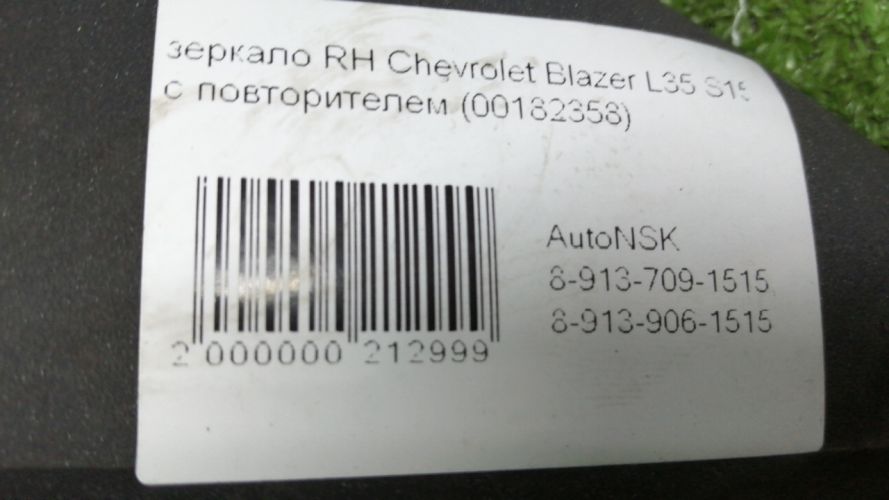 зеркало RH Chevrolet Blazer L35 S15
с повторителем (00182358)
AutoNSK
8-913-709-1515
8-913-906-1515
2 000000 212999